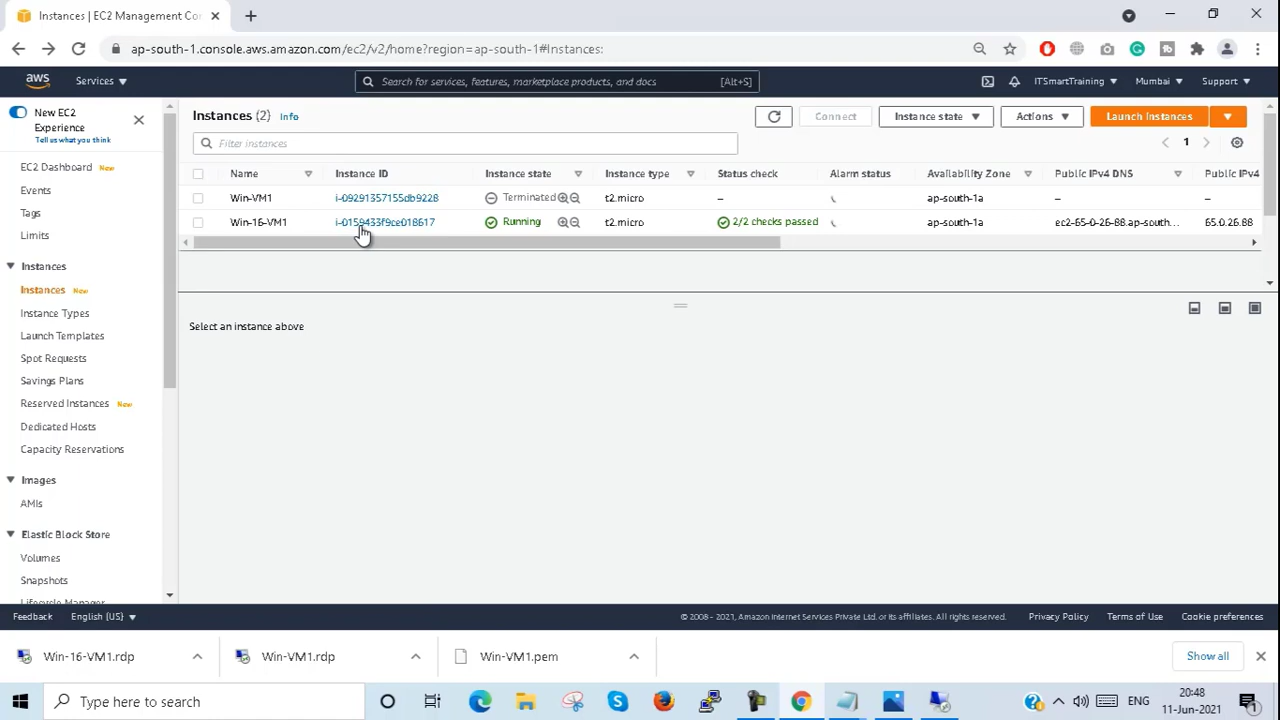 Instances | EC2 Management Co
ap-south-1.console.aws.amazon.com/ec2/v2/home?region=ap-south-1#Instances:
aws
Services
Search for services, features, marketplace products, and docs
[Alt+S]
ITSmartTraining
Mumbai
Support
New EC2
Experience
Tell us what you think
EC2 Dashboard New
Events
Tags
Limits
Instances
Instances New
Instance Types
Launch Templates
Spot Requests
Savings Plans
Reserved Instances New
Dedicated Hosts
Capacity Reservations
Images
AMIs
Elastic Block Store
Volumes
Snapshots
Lifecycle Manager
Instances (2) Info
Connect
Instance state
Actions
Launch instances
Filter instances
1
Name Instance ID Instance state Instance type Status check Alarm status Availability Zone Public IPv4 DNS Public IPv4
Win-VM1 i-09291357155db9228 Terminated t2.micro – ap-south-1a – –
Win-16-VM1 i-0159433f9ce018617 Running t2.micro 2/2 checks passed ap-south-1a ec2-65-0-26-88.ap-south... 65.0.26.88
Select an instance above
Feedback
English (US)
© 2008 - 2021, Amazon Internet Services Private Ltd. or its affiliates. All rights reserved.
Privacy Policy
Terms of Use
Cookie preferences
Win-16-VM1.rdp
Win-VM1.rdp
Win-VM1.pem
Show all
Type here to search
ENG
20:48
11-Jun-2021
1